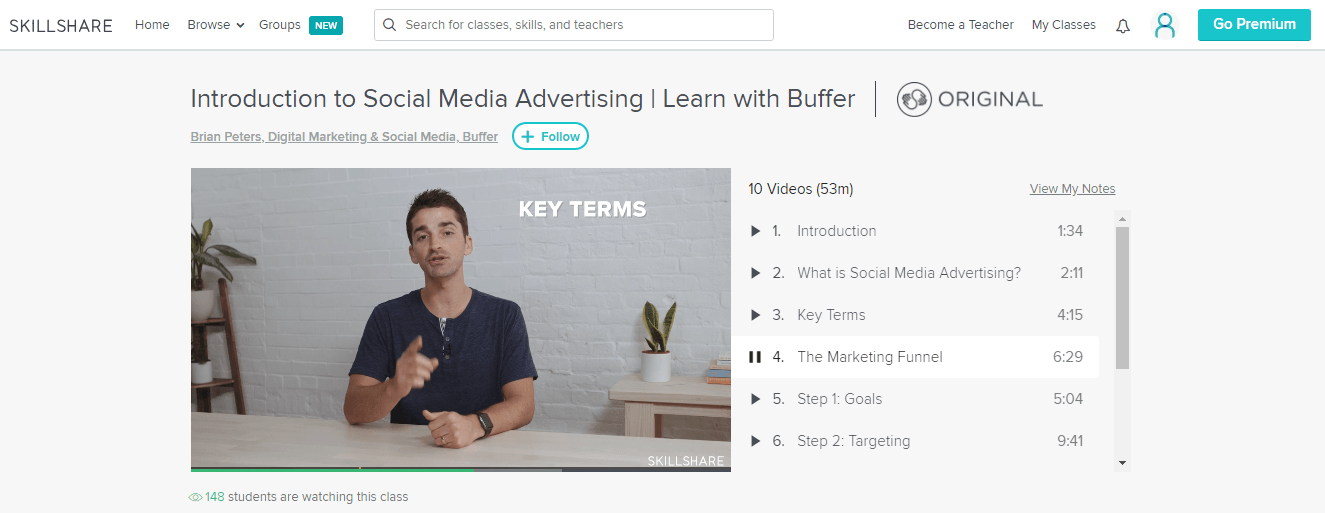 SKILLSHARE Home Browse Groups NEW Search for classes, skills, and teachers Become a Teacher My Classes Go Premium
Introduction to Social Media Advertising | Learn with Buffer ORIGINAL
Brian Peters, Digital Marketing & Social Media, Buffer + Follow
KEY TERMS
SKILLSHARE
10 Videos (53m) View My Notes
1. Introduction 1:34
2. What is Social Media Advertising? 2:11
3. Key Terms 4:15
4. The Marketing Funnel 6:29
5. Step 1: Goals 5:04
6. Step 2: Targeting 9:41
148 students are watching this class